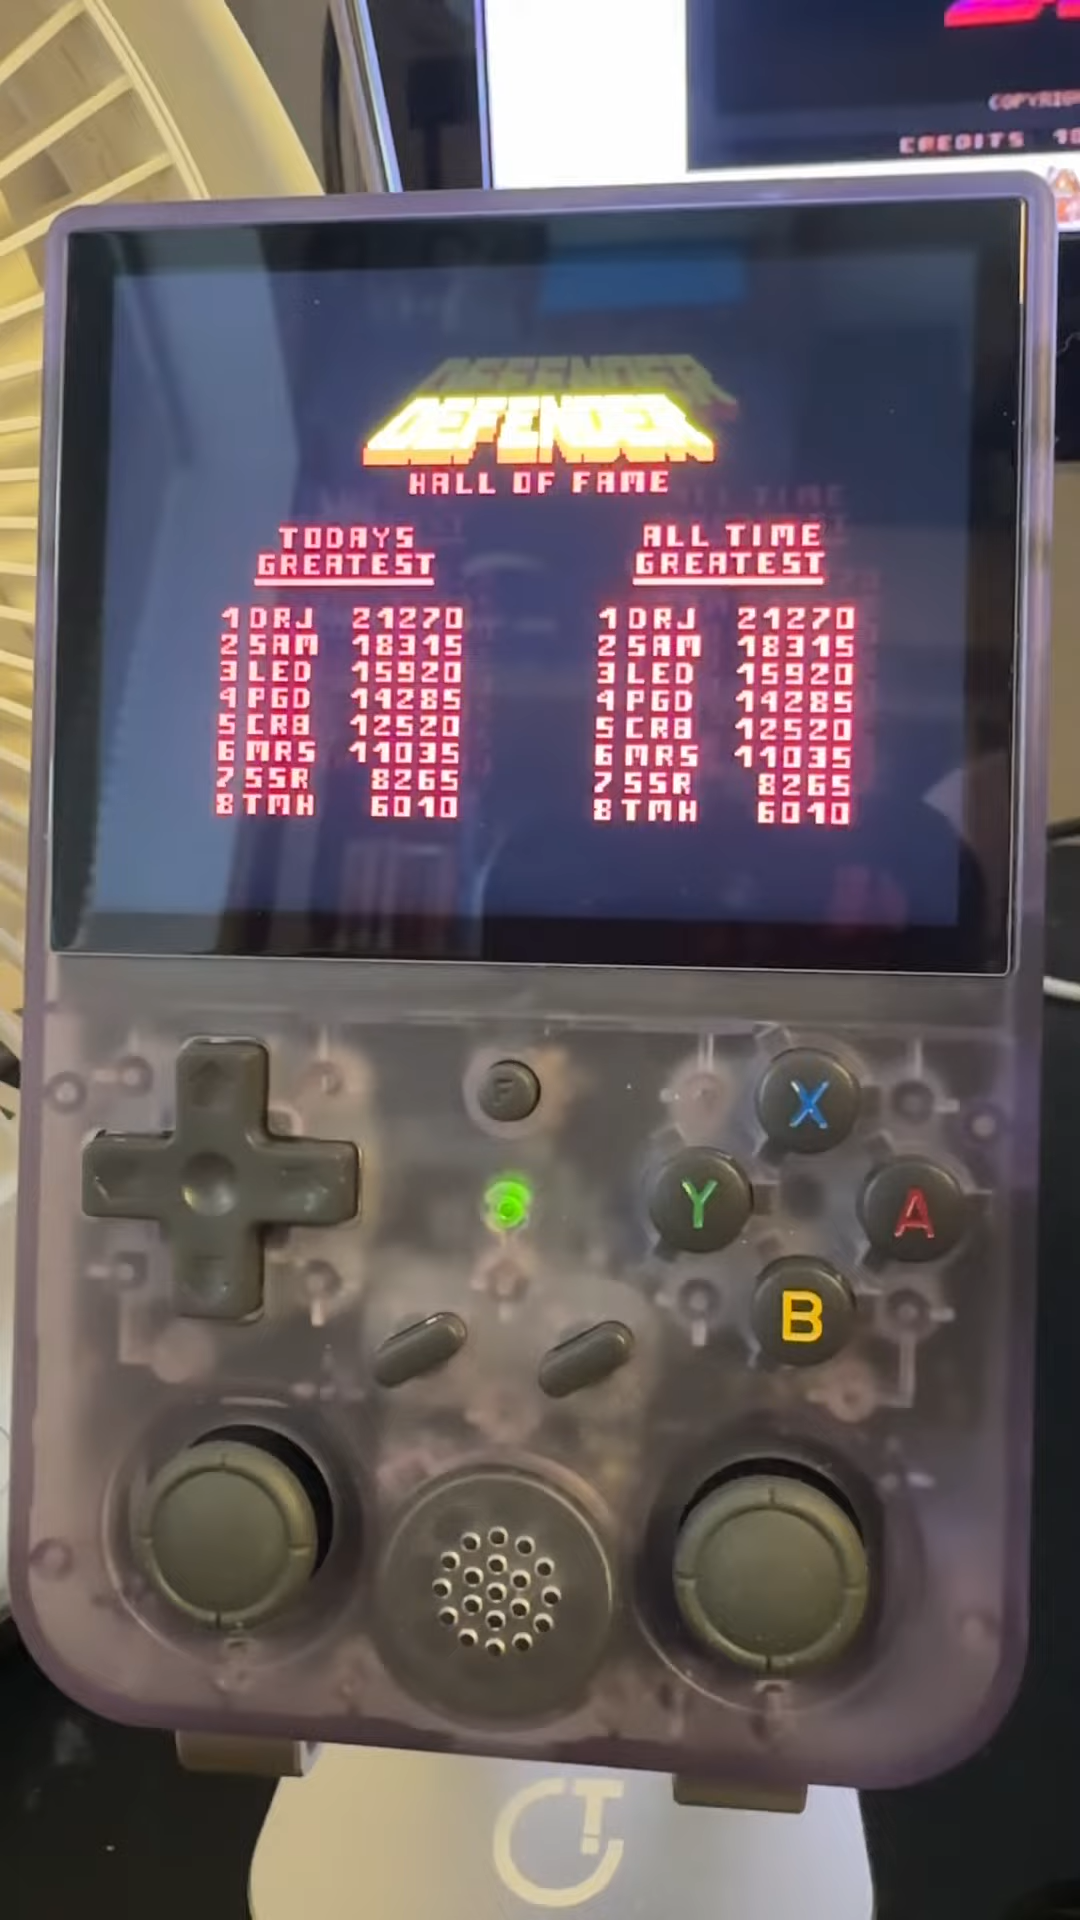 COPYRIG
CREDITS 10
DEFENDER
HALL OF FAME
TODAYS
GREATEST
1 DRJ 21270
2 SAM 18315
3 LED 15920
4 PGD 14285
5 CRB 12520
6 MRS 11035
7 SSR 8265
8 TMH 6010
ALL TIME
GREATEST
1 DRJ 21270
2 SAM 18315
3 LED 15920
4 PGD 14285
5 CRB 12520
6 MRS 11035
7 SSR 8265
8 TMH 6010
F
X
Y
A
B